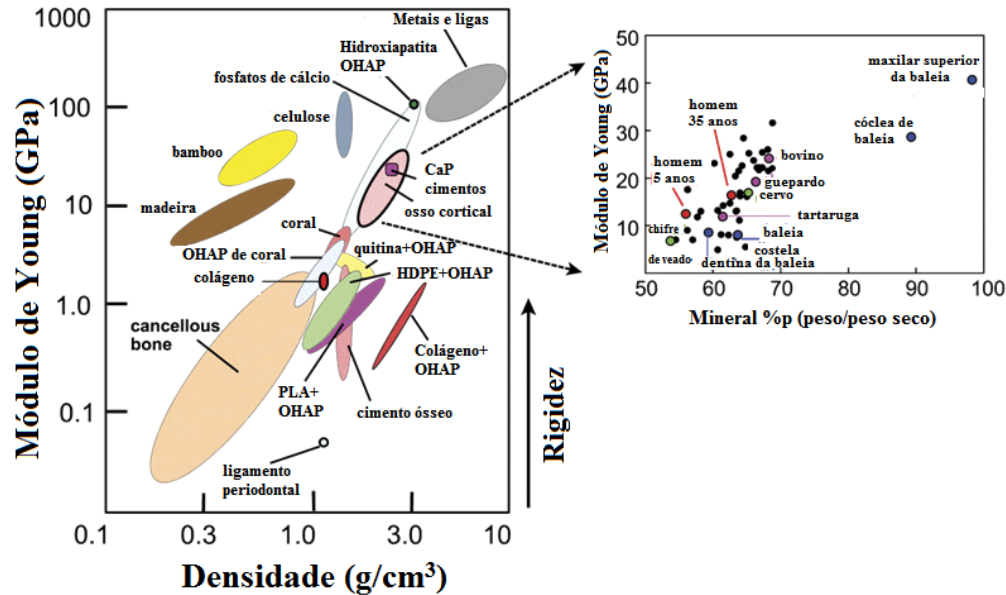 1000
100
10
1.0
0.1
Módulo de Young (GPa)
Metais e ligas
Hidroxiapatita
OHAP
fosfatos de cálcio
celulose
bamboo
madeira
CaP
cimentos
osso cortical
coral
quitina+OHAP
OHAP de coral
HDPE+OHAP
colágeno
cancellous
bone
Colágeno+
OHAP
PLA+
OHAP
cimento ósseo
ligamento
periodontal
0.1
0.3
1.0
3.0
10
Densidade (g/cm³)
Rigidez
50
40
30
20
10
0
Módulo de Young (GPa)
maxilar superior
da baleia
homem
35 anos
cóclea de
baleia
homem
5 anos
bovino
guepardo
cervo
tartaruga
chifre
de veado
baleia
costela
dentina da baleia
50
60
70
80
90
100
Mineral %p (peso/peso seco)